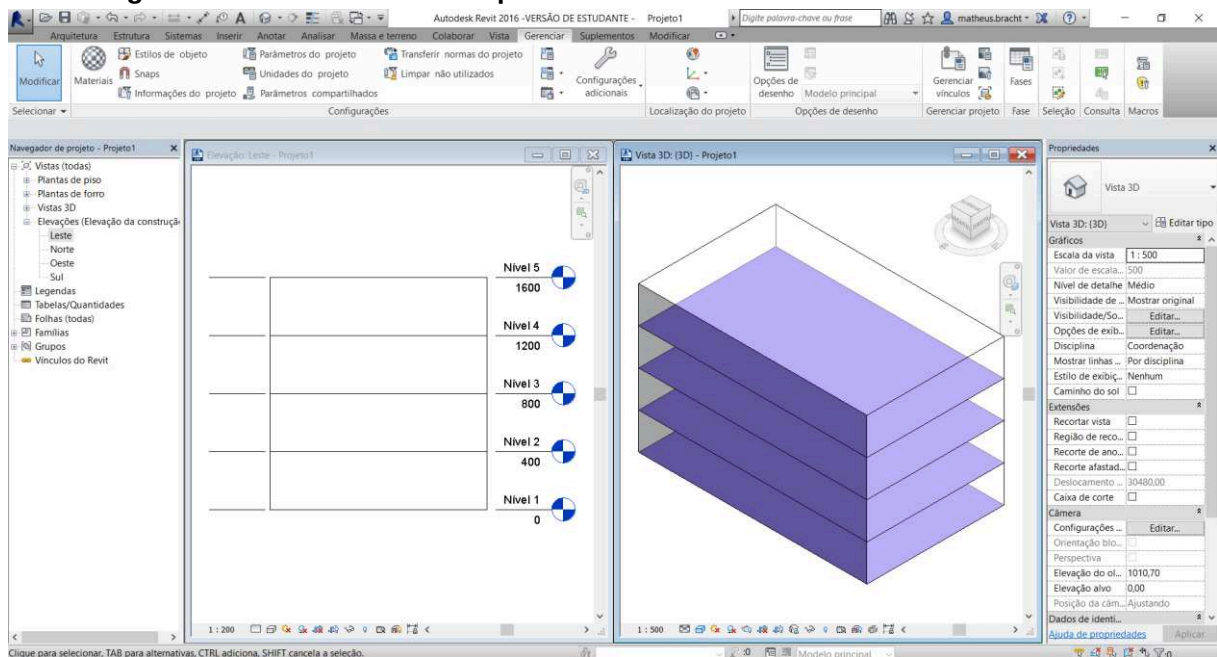 Autodesk Revit 2016 -VERSÃO DE ESTUDANTE - Projeto1
Digite palavra-chave ou frase
matheus.bracht
Arquitetura Estrutura Sistemas Inserir Anotar Analisar Massa e terreno Colaborar Vista Gerenciar Suplementos Modificar
Modificar
Materiais
Estilos de objeto
Snaps
Informações do projeto
Parâmetros do projeto
Unidades do projeto
Parâmetros compartilhados
Transferir normas do projeto
Limpar não utilizados
Configurações adicionais
Opções de desenho
Modelo principal
Gerenciar vínculos
Fases
Selecionar
Configurações
Localização do projeto
Opções de desenho
Gerenciar projeto
Fase
Seleção
Consulta
Macros
Navegador de projeto - Projeto1
Vistas (todas)
Plantas de piso
Plantas de forro
Vistas 3D
Elevações (Elevação da construçã
Leste
Norte
Oeste
Sul
Legendas
Tabelas/Quantidades
Folhas (todas)
Famílias
Grupos
Vínculos do Revit
Elevação: Leste - Projeto1
Nível 5
1600
Nível 4
1200
Nível 3
800
Nível 2
400
Nível 1
0
1 : 200
Vista 3D: {3D} - Projeto1
1 : 500
Propriedades
Vista 3D
Vista 3D: {3D}
Editar tipo
Gráficos
Escala da vista 1 : 500
Valor de escala... 500
Nível de detalhe Médio
Visibilidade de ... Mostrar original
Visibilidade/So... Editar...
Opções de exib... Editar...
Disciplina Coordenação
Mostrar linhas ... Por disciplina
Estilo de exibiç... Nenhum
Caminho do sol
Extensões
Recortar vista
Região de reco...
Recorte de ano...
Recorte afastad...
Deslocamento ... 30480,00
Caixa de corte
Câmera
Configurações ... Editar...
Orientação blo...
Perspectiva
Elevação do ol... 1010,70
Elevação alvo 0,00
Posição da câm... Ajustando
Dados de identi...
Ajuda de propriedades Aplicar
Clique para selecionar, TAB para alternativas, CTRL adiciona, SHIFT cancela a seleção.
:0
Modelo principal
:0